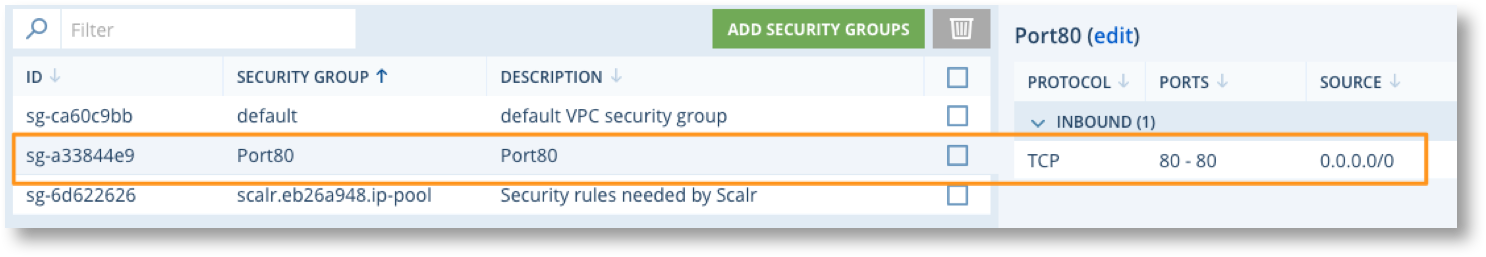 Filter
ADD SECURITY GROUPS
ID SECURITY GROUP DESCRIPTION
sg-ca60c9bb default default VPC security group
sg-a33844e9 Port80 Port80
sg-6d622626 scalr.eb26a948.ip-pool Security rules needed by Scalr
Port80 (edit)
PROTOCOL PORTS SOURCE
INBOUND (1)
TCP 80 - 80 0.0.0.0/0